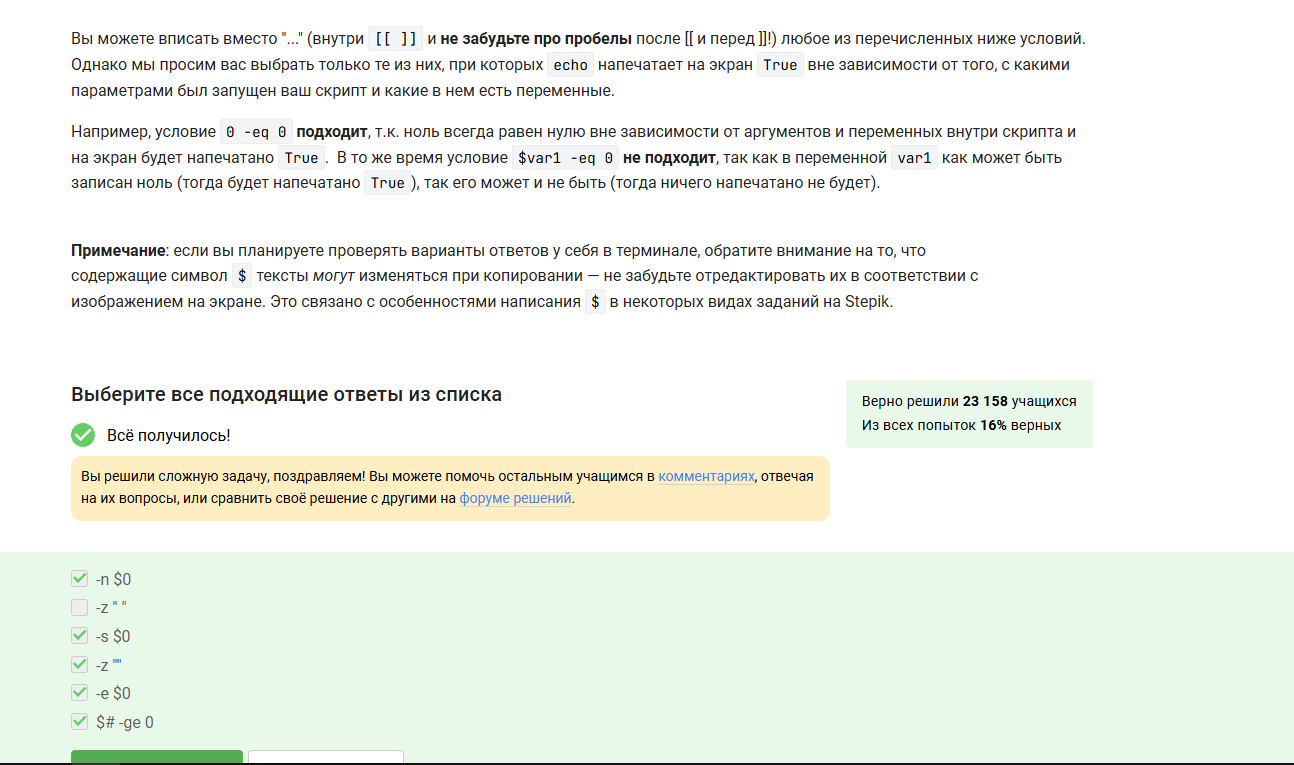 Вы можете вписать вместо "..." (внутри [[ ]] и не забудьте про пробелы после [[ и перед ]]!) любое из перечисленных ниже условий.
Однако мы просим вас выбрать только те из них, при которых echo напечатает на экран True вне зависимости от того, с какими
параметрами был запущен ваш скрипт и какие в нем есть переменные.
Например, условие 0 -eq 0 подходит, т.к. ноль всегда равен нулю вне зависимости от аргументов и переменных внутри скрипта и
на экран будет напечатано True. В то же время условие $var1 -eq 0 не подходит, так как в переменной var1 как может быть
записан ноль (тогда будет напечатано True), так его может и не быть (тогда ничего напечатано не будет).
Примечание: если вы планируете проверять варианты ответов у себя в терминале, обратите внимание на то, что
содержащие символ $ тексты могут изменяться при копировании — не забудьте отредактировать их в соответствии с
изображением на экране. Это связано с особенностями написания $ в некоторых видах заданий на Stepik.
Выберите все подходящие ответы из списка
Верно решили 23 158 учащихся
Из всех попыток 16% верных
Всё получилось!
Вы решили сложную задачу, поздравляем! Вы можете помочь остальным учащимся в комментариях, отвечая
на их вопросы, или сравнить своё решение с другими на форуме решений.
-n $0
-z " "
-s $0
-z ""
-e $0
$# -ge 0